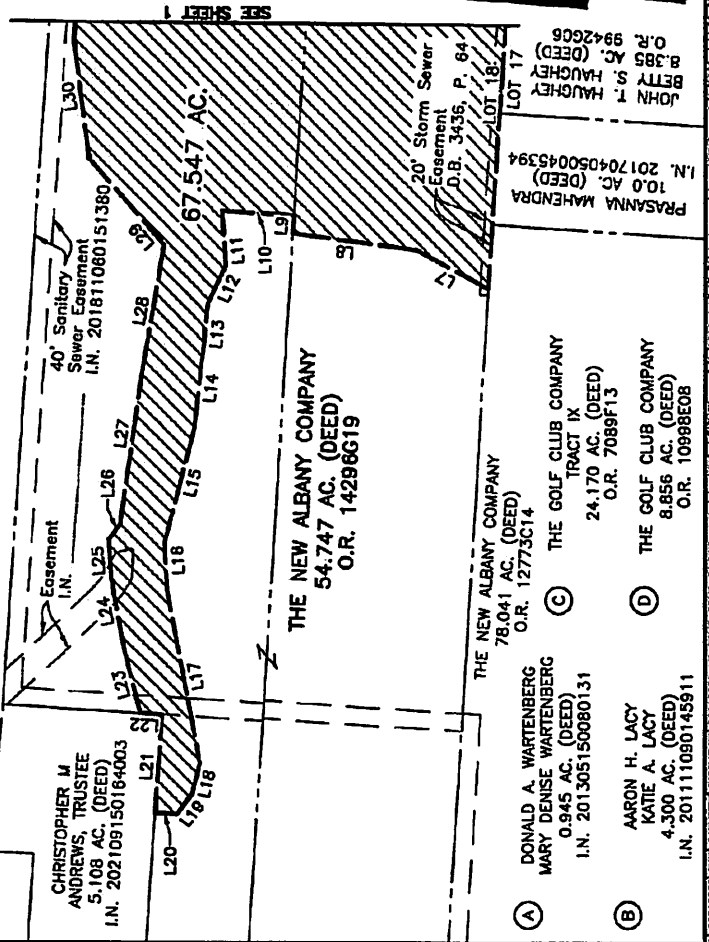 SEE SHEET 1
L30
67.547 AC.
40' Sanitary
Sewer Easement
I.N. 201811060151380
L29
L28
L27
L26
L25
L24
L23
L22
L21
L20
L19
L18
L17
L16
L15
L14
L13
L12
L11
L10
L9
L8
L7
Easement
I.N.
20' Storm Sewer
Easement
D.B. 3436, P. 64
LOT 18
LOT 17
JOHN T. HAUGHEY
BETTY S. HAUGHEY
8.385 AC. (DEED)
O.R. 9942G06
PRASANNA MAHENDRA
10.0 AC. (DEED)
I.N. 201704050045394
CHRISTOPHER M
ANDREWS, TRUSTEE
5.108 AC. (DEED)
I.N. 202109150164003
THE NEW ALBANY COMPANY
54.747 AC. (DEED)
O.R. 14296G19
THE NEW ALBANY COMPANY
78.041 AC. (DEED)
O.R. 12773C14
A
DONALD A. WARTENBERG
MARY DENISE WARTENBERG
0.945 AC. (DEED)
I.N. 201305150080131
B
AARON H. LACY
KATIE A. LACY
4.300 AC. (DEED)
I.N. 201111090145911
C
THE GOLF CLUB COMPANY
TRACT IX
24.170 AC. (DEED)
O.R. 7089F13
D
THE GOLF CLUB COMPANY
8.856 AC. (DEED)
O.R. 10998E08